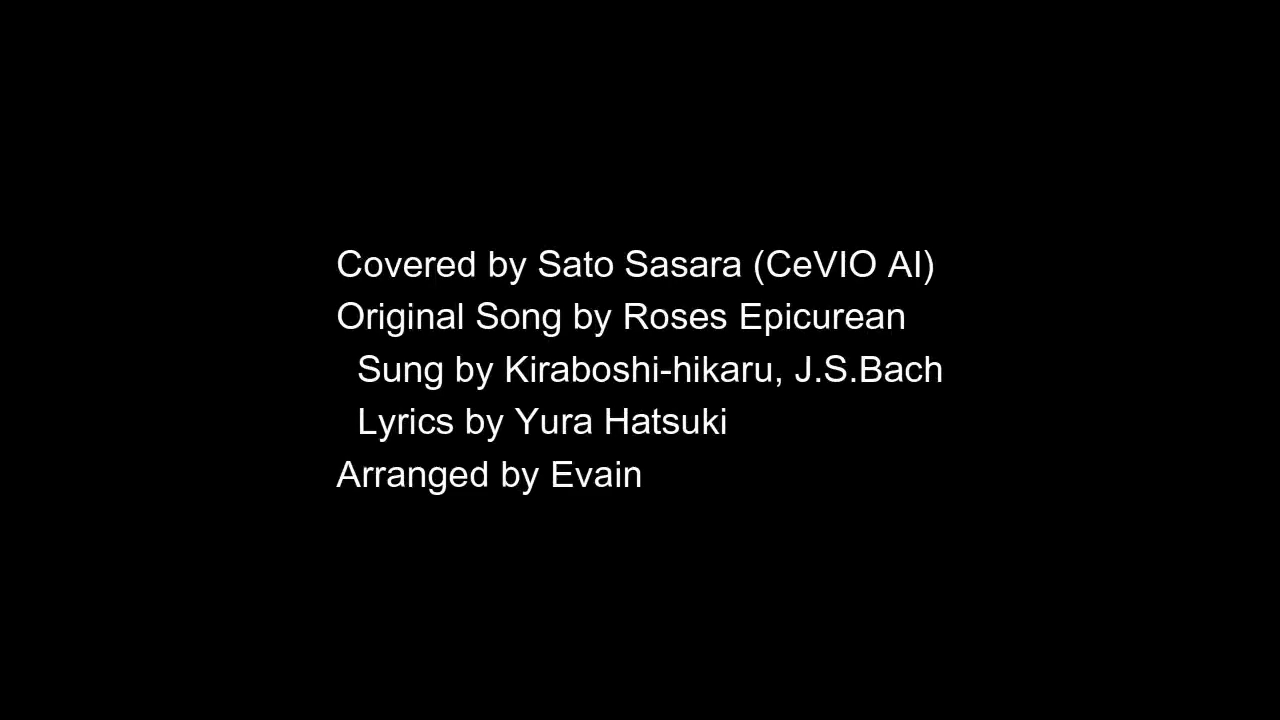 Covered by Sato Sasara (CeVIO AI)
Original Song by Roses Epicurean
Sung by Kiraboshi-hikaru, J.S.Bach
Lyrics by Yura Hatsuki
Arranged by Evain